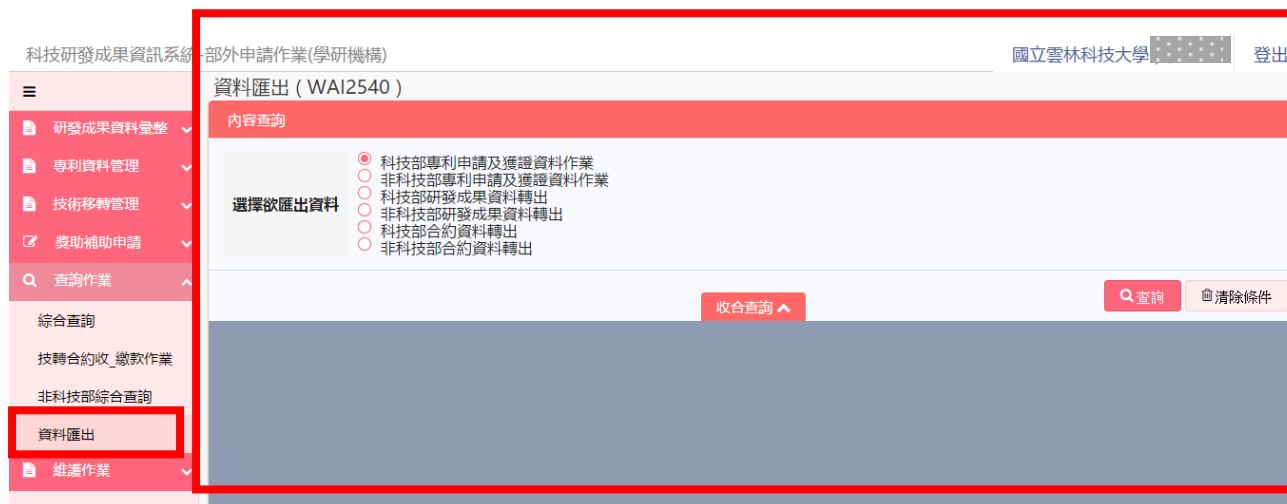 科技研發成果資訊系統-部外申請作業(學研機構)
國立雲林科技大學
登出
資料匯出 ( WAI2540 )
研發成果資料彙整
專利資料管理
技術移轉管理
獎助補助申請
查詢作業
綜合查詢
技轉合約收_繳款作業
非科技部綜合查詢
資料匯出
維護作業
內容查詢
選擇欲匯出資料
科技部專利申請及獲證資料作業
非科技部專利申請及獲證資料作業
科技部研發成果資料轉出
非科技部研發成果資料轉出
科技部合約資料轉出
非科技部合約資料轉出
查詢
清除條件
收合查詢